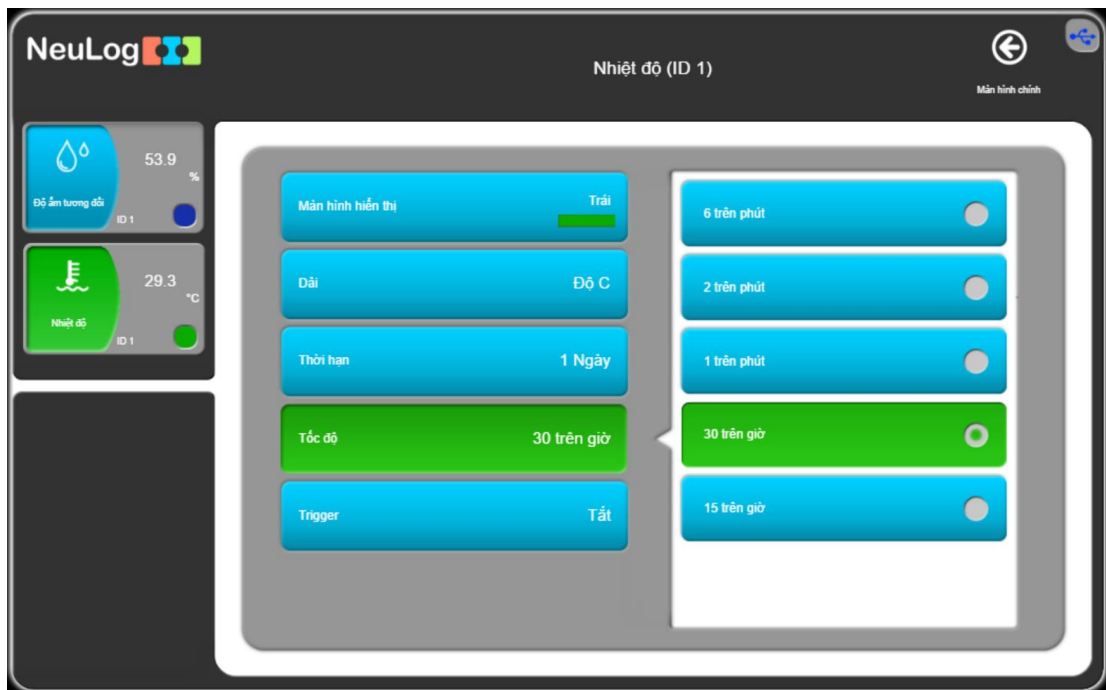 NeuLog
Nhiệt độ (ID 1)
Màn hình chính
53.9
%
Độ ẩm tương đối
ID 1
29.3
°C
Nhiệt độ
ID 1
Màn hình hiển thị
Trái
Dải
Độ C
Thời hạn
1 Ngày
Tốc độ
30 trên giờ
Trigger
Tắt
6 trên phút
2 trên phút
1 trên phút
30 trên giờ
15 trên giờ